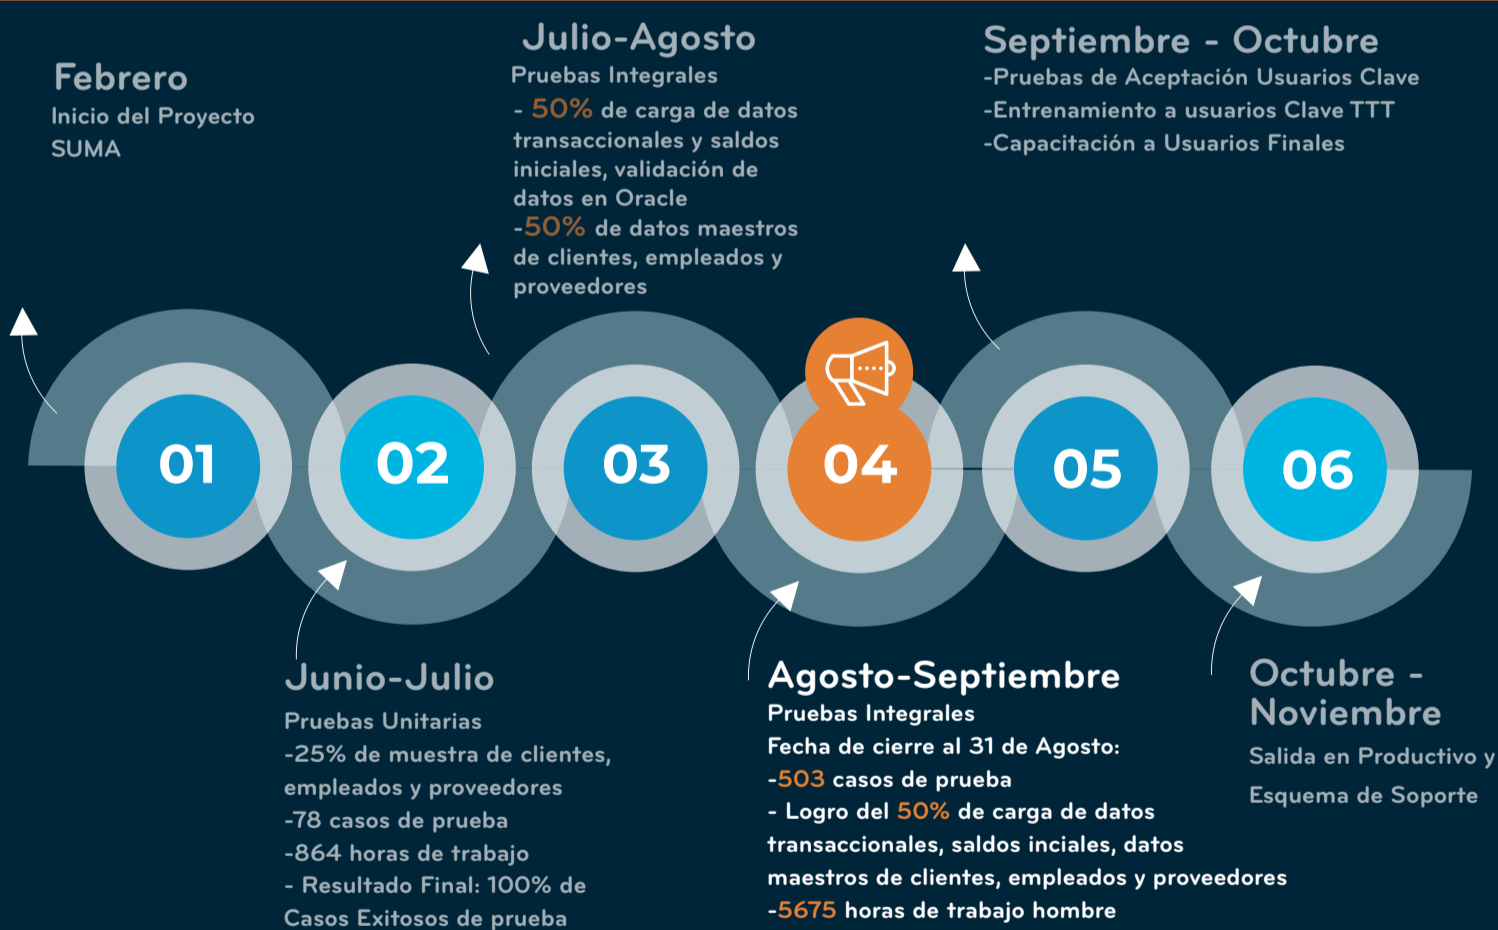 Febrero
Inicio del Proyecto
SUMA
Julio-Agosto
Pruebas Integrales
- 50% de carga de datos
transaccionales y saldos
iniciales, validación de
datos en Oracle
-50% de datos maestros
de clientes, empleados y
proveedores
Septiembre - Octubre
-Pruebas de Aceptación Usuarios Clave
-Entrenamiento a usuarios Clave TTT
-Capacitación a Usuarios Finales
01
02
03
04
05
06
Junio-Julio
Pruebas Unitarias
-25% de muestra de clientes,
empleados y proveedores
-78 casos de prueba
-864 horas de trabajo
- Resultado Final: 100% de
Casos Exitosos de prueba
Agosto-Septiembre
Pruebas Integrales
Fecha de cierre al 31 de Agosto:
-503 casos de prueba
- Logro del 50% de carga de datos
transaccionales, saldos inciales, datos
maestros de clientes, empleados y proveedores
-5675 horas de trabajo hombre
Octubre -
Noviembre
Salida en Productivo y
Esquema de Soporte